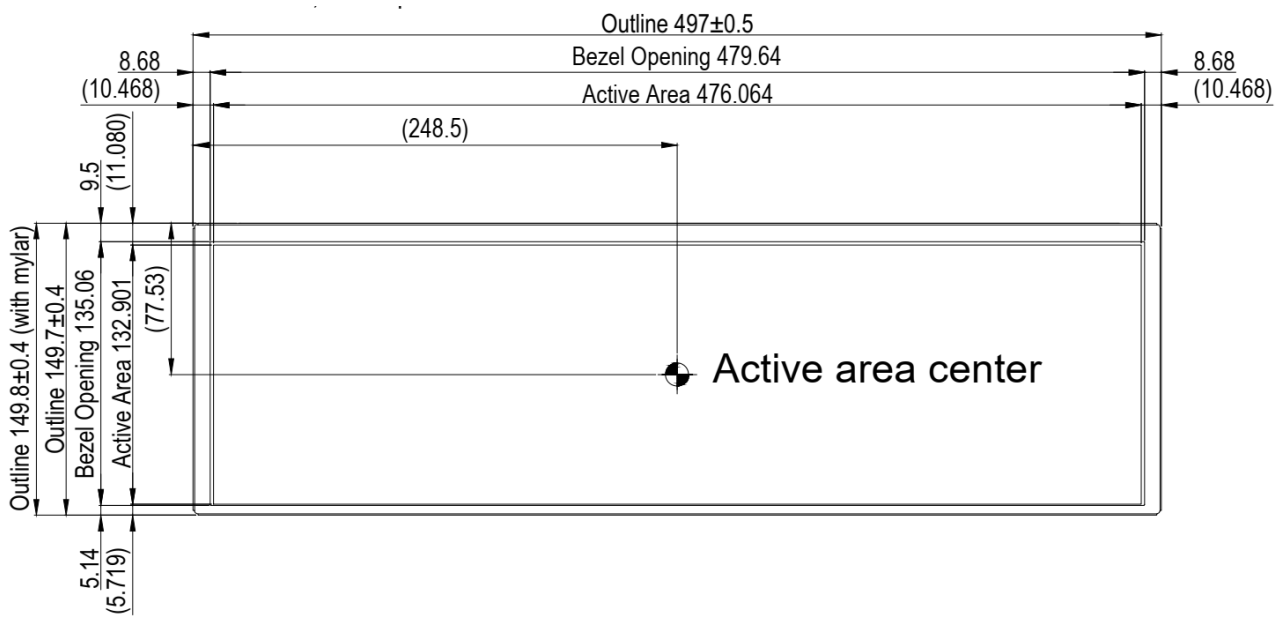 Outline 497±0.5
Bezel Opening 479.64
8.68
8.68
(10.468)
Active Area 476.064
(10.468)
(248.5)
9.5
(11.080)
Outline 149.8±0.4 (with mylar)
Outline 149.7±0.4
Bezel Opening 135.06
Active Area 132.901
(77.53)
Active area center
5.14
(5.719)